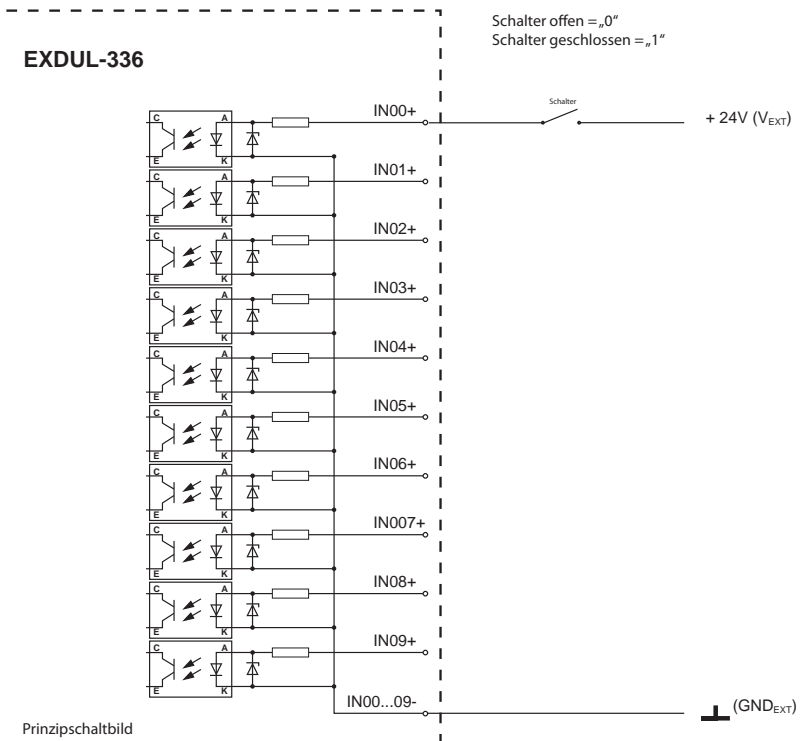 Schalter offen =„0“
Schalter geschlossen =„1“
EXDUL-336
Schalter
C A IN00+ + 24V (VEXT)
E K
C A IN01+
E K
C A IN02+
E K
C A IN03+
E K
C A IN04+
E K
C A IN05+
E K
C A IN06+
E K
C A IN007+
E K
C A IN08+
E K
C A IN09+
E K
IN00...09- (GNDEXT)
Prinzipschaltbild